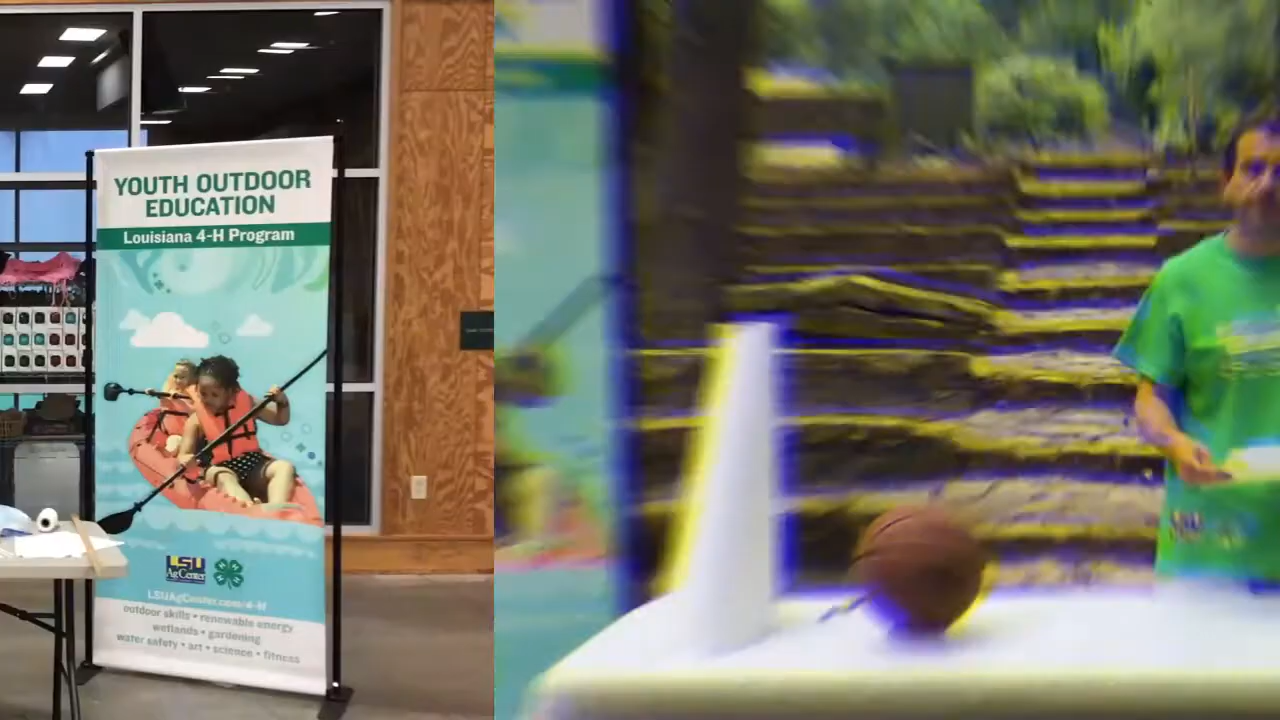 YOUTH OUTDOOR
EDUCATION
Louisiana 4-H Program
LSU
AgCenter
LSUAgCenter.com/4-H
outdoor skills • renewable energy
wetlands • gardening
water safety • art • science • fitness